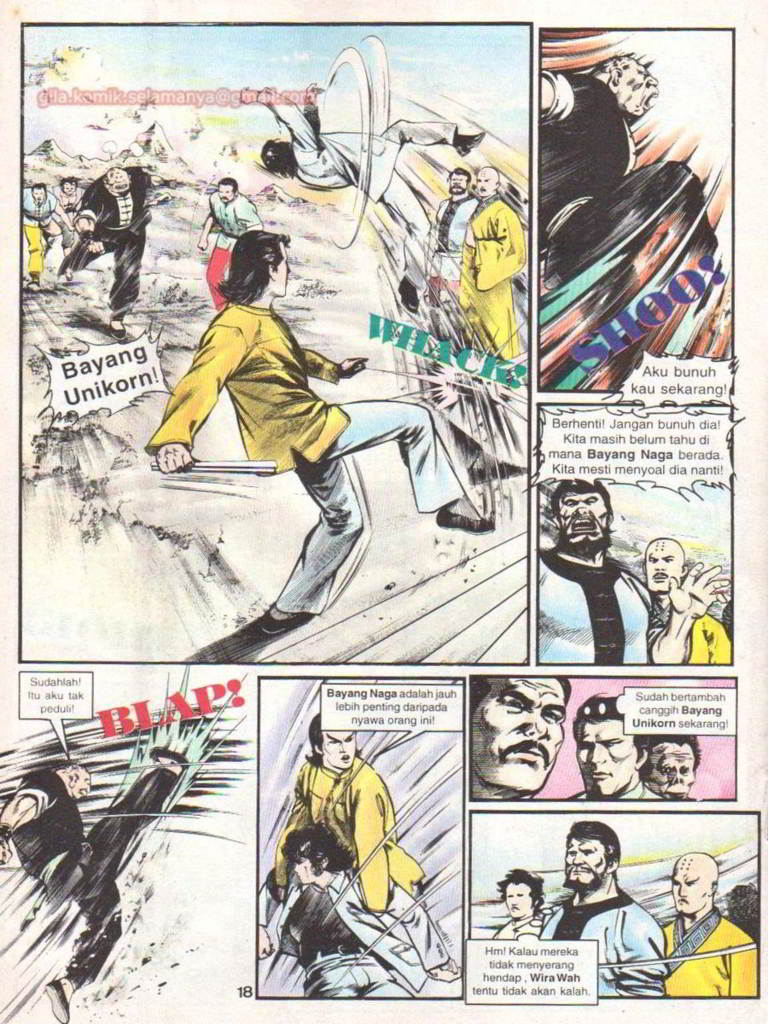 gila.komik.selamanya@gmail.com
Bayang
Unikorn!
WHACK!
SHOO!
Aku bunuh
kau sekarang!
Berhenti! Jangan bunuh dia!
Kita masih belum tahu di
mana Bayang Naga berada.
Kita mesti menyoal dia nanti!
Sudahlah!
Itu aku tak
peduli!
BLAP!
Bayang Naga adalah jauh
lebih penting daripada
nyawa orang ini!
Sudah bertambah
canggih Bayang
Unikorn sekarang!
Hm! Kalau mereka
tidak menyerang
hendap, Wira Wah
tentu tidak akan kalah.
18